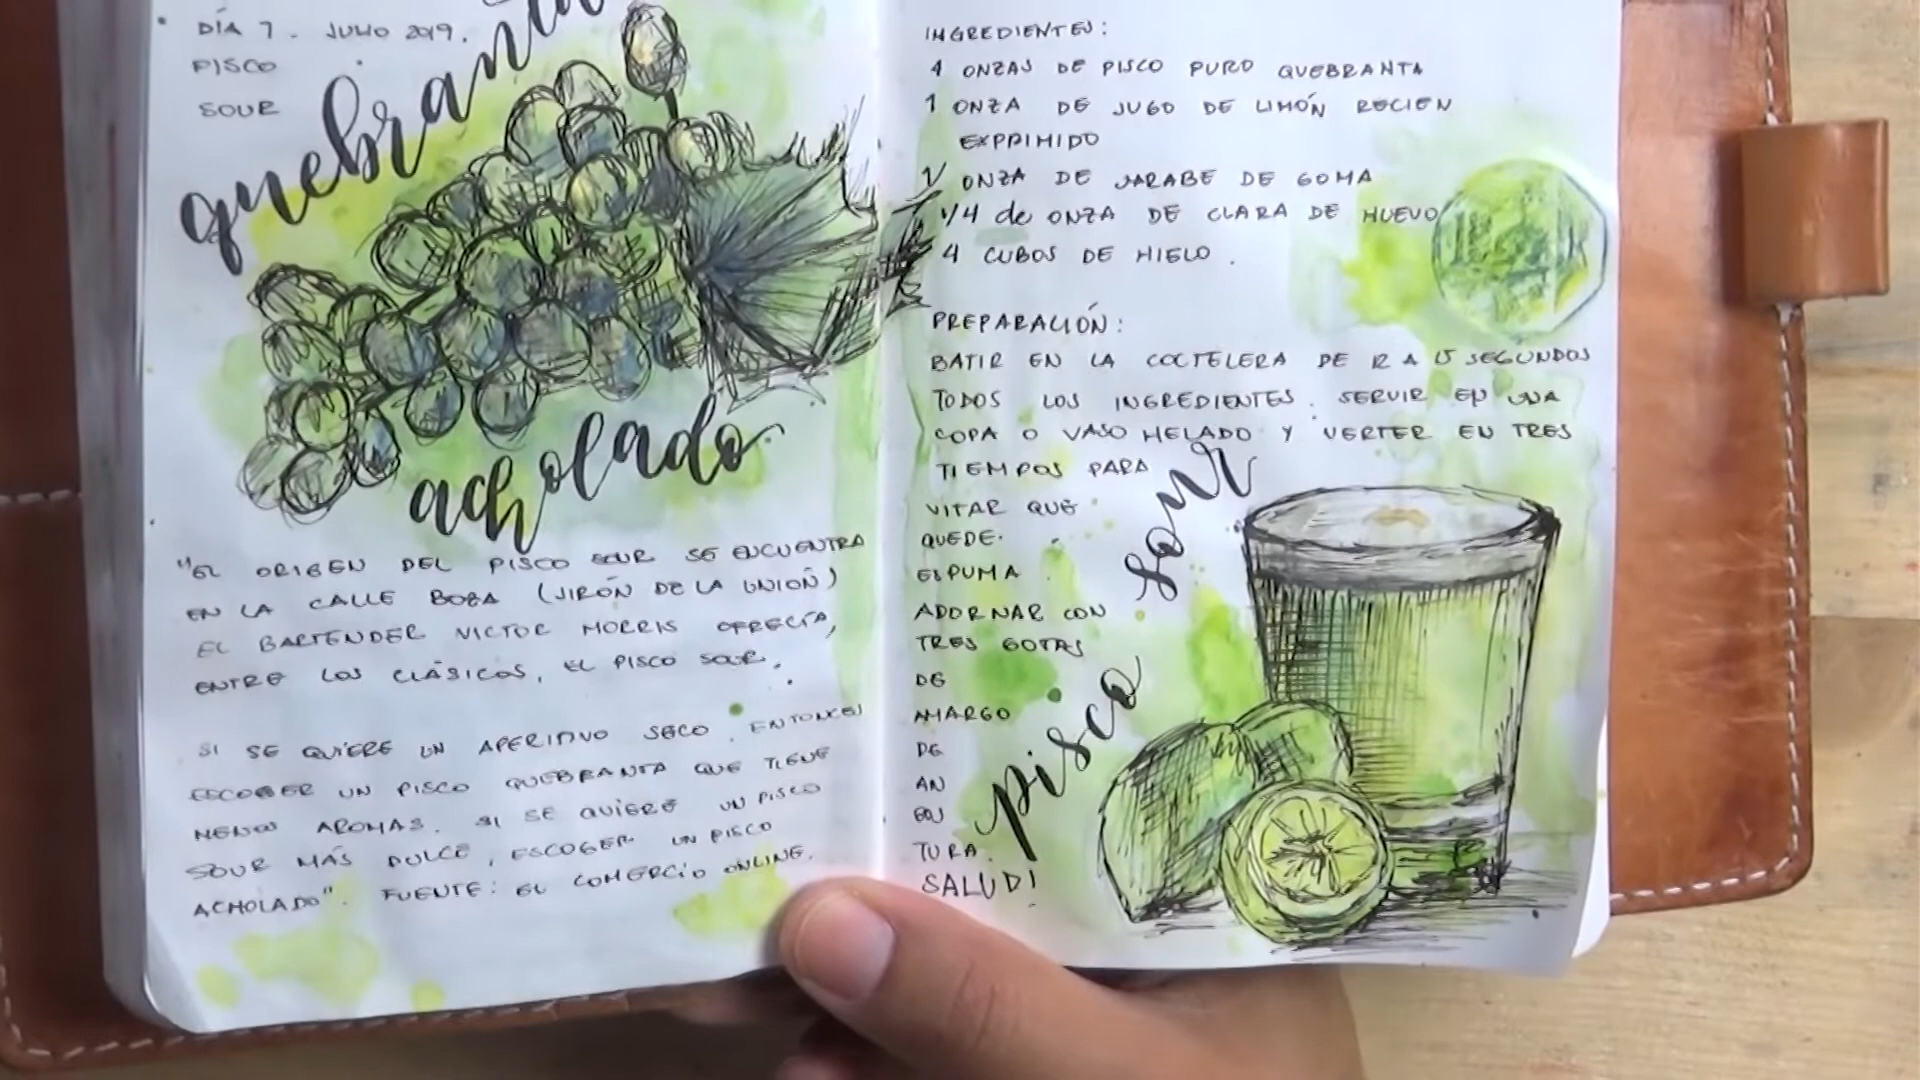 DÍA 7. JULIO 2019.
PISCO
SOUR
quebranta
acholado
"EL ORIGEN DEL PISCO SOUR SE ENCUENTRA
EN LA CALLE BOZA (JIRÓN DE LA UNIÓN)
EL BARTENDER VICTOR MORRIS OFRECÍA,
ENTRE LOS CLÁSICOS, EL PISCO SOUR.
SI SE QUIERE UN APERITIVO SECO, ENTONCES
ESCOGER UN PISCO QUEBRANTA QUE TIENE
MENOS AROMAS. SI SE QUIERE UN PISCO
SOUR MÁS DULCE, ESCOGER UN PISCO
ACHOLADO". FUENTE: EL COMERCIO ONLINE.
INGREDIENTES:
4 ONZAS DE PISCO PURO QUEBRANTA
1 ONZA DE JUGO DE LIMÓN RECIEN
EXPRIMIDO
1 ONZA DE JARABE DE GOMA
1/4 de ONZA DE CLARA DE HUEVO
4 CUBOS DE HIELO.
PREPARACIÓN:
BATIR EN LA COCTELERA DE 12 A 15 SEGUNDOS
TODOS LOS INGREDIENTES. SERVIR EN UNA
COPA O VASO HELADO Y VERTER EN TRES
TIEMPOS PARA
VITAR QUE
QUEDE.
ESPUMA
ADORNAR CON
TRES GOTAS
DE
AMARGO
DE
AN
GOS
TURA.
SALUD!
pisco sour